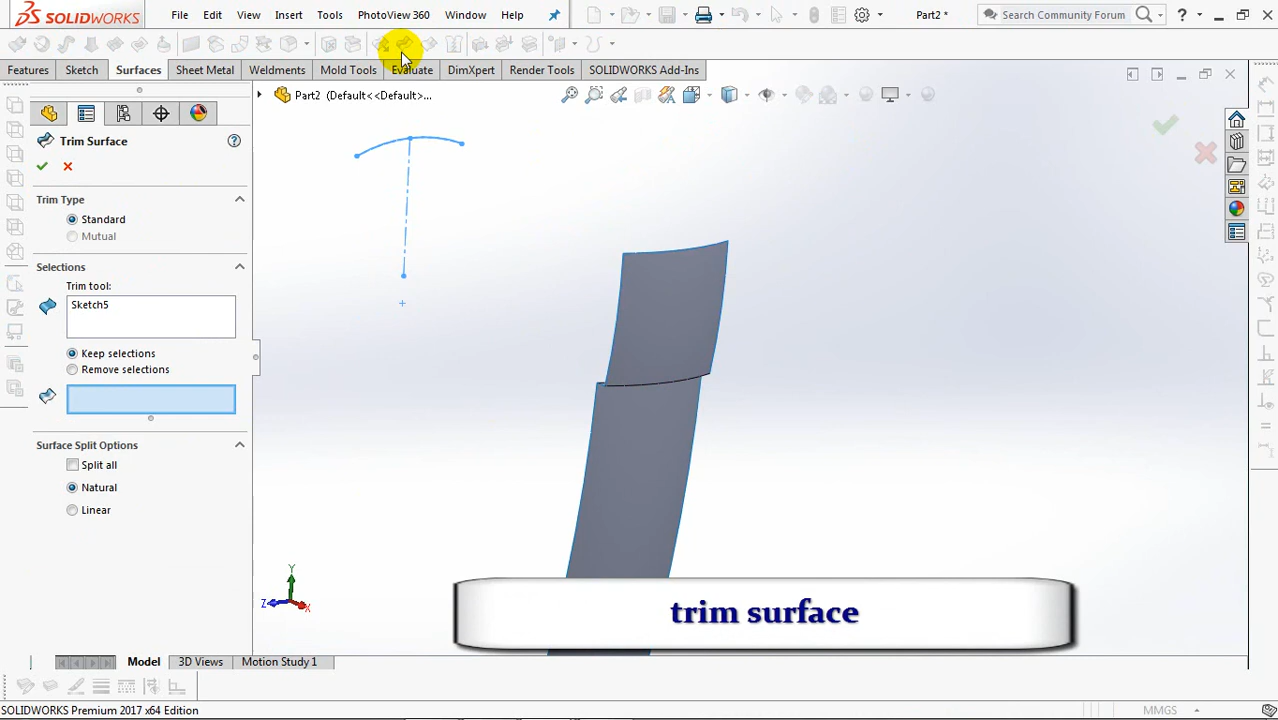 SOLIDWORKS File Edit View Insert Tools PhotoView 360 Window Help Part2 * Search Community Forum ?
Features Sketch Surfaces Sheet Metal Weldments Mold Tools Evaluate DimXpert Render Tools SOLIDWORKS Add-Ins
Part2 (Default<<Default>...
Trim Surface ?
Trim Type
Standard
Mutual
Selections
Trim tool:
Sketch5
Keep selections
Remove selections
Surface Split Options
Split all
Natural
Linear
Y
Z X
trim surface
Model 3D Views Motion Study 1
SOLIDWORKS Premium 2017 x64 Edition MMGS